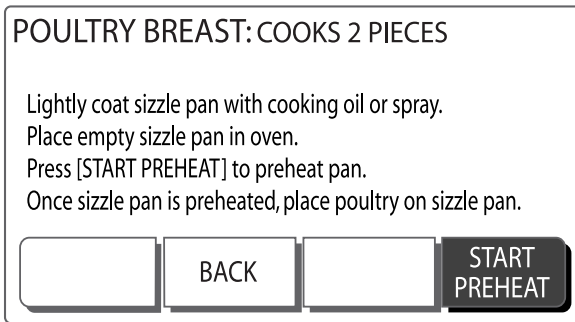 POULTRY BREAST: COOKS 2 PIECES
Lightly coat sizzle pan with cooking oil or spray.
Place empty sizzle pan in oven.
Press [START PREHEAT] to preheat pan.
Once sizzle pan is preheated, place poultry on sizzle pan.
BACK
START
PREHEAT